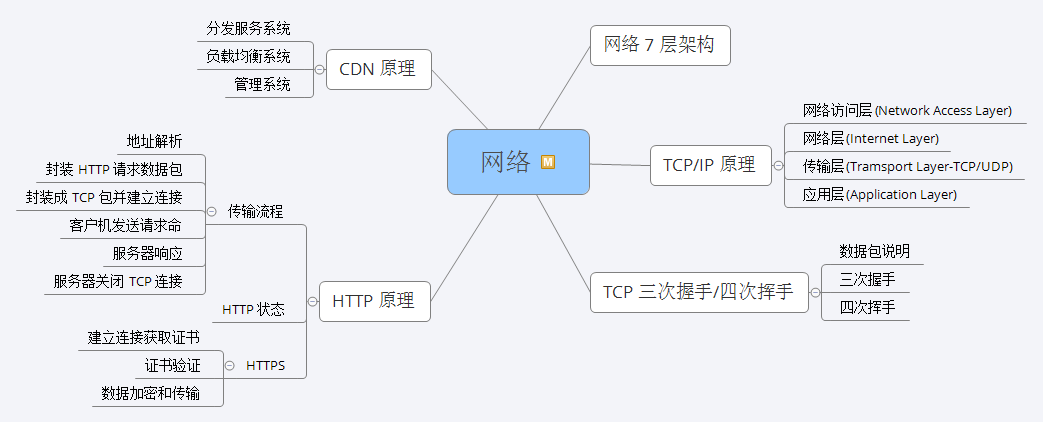 网络 M
网络 7 层架构
TCP/IP 原理
网络访问层 (Network Access Layer)
网络层 (Internet Layer)
传输层 (Transport Layer-TCP/UDP)
应用层 (Application Layer)
TCP 三次握手/四次挥手
数据包说明
三次握手
四次挥手
HTTP 原理
传输流程
地址解析
封装 HTTP 请求数据包
封装成 TCP 包并建立连接
客户机发送请求命
服务器响应
服务器关闭 TCP 连接
HTTP 状态
HTTPS
建立连接获取证书
证书验证
数据加密和传输
CDN 原理
分发服务系统
负载均衡系统
管理系统